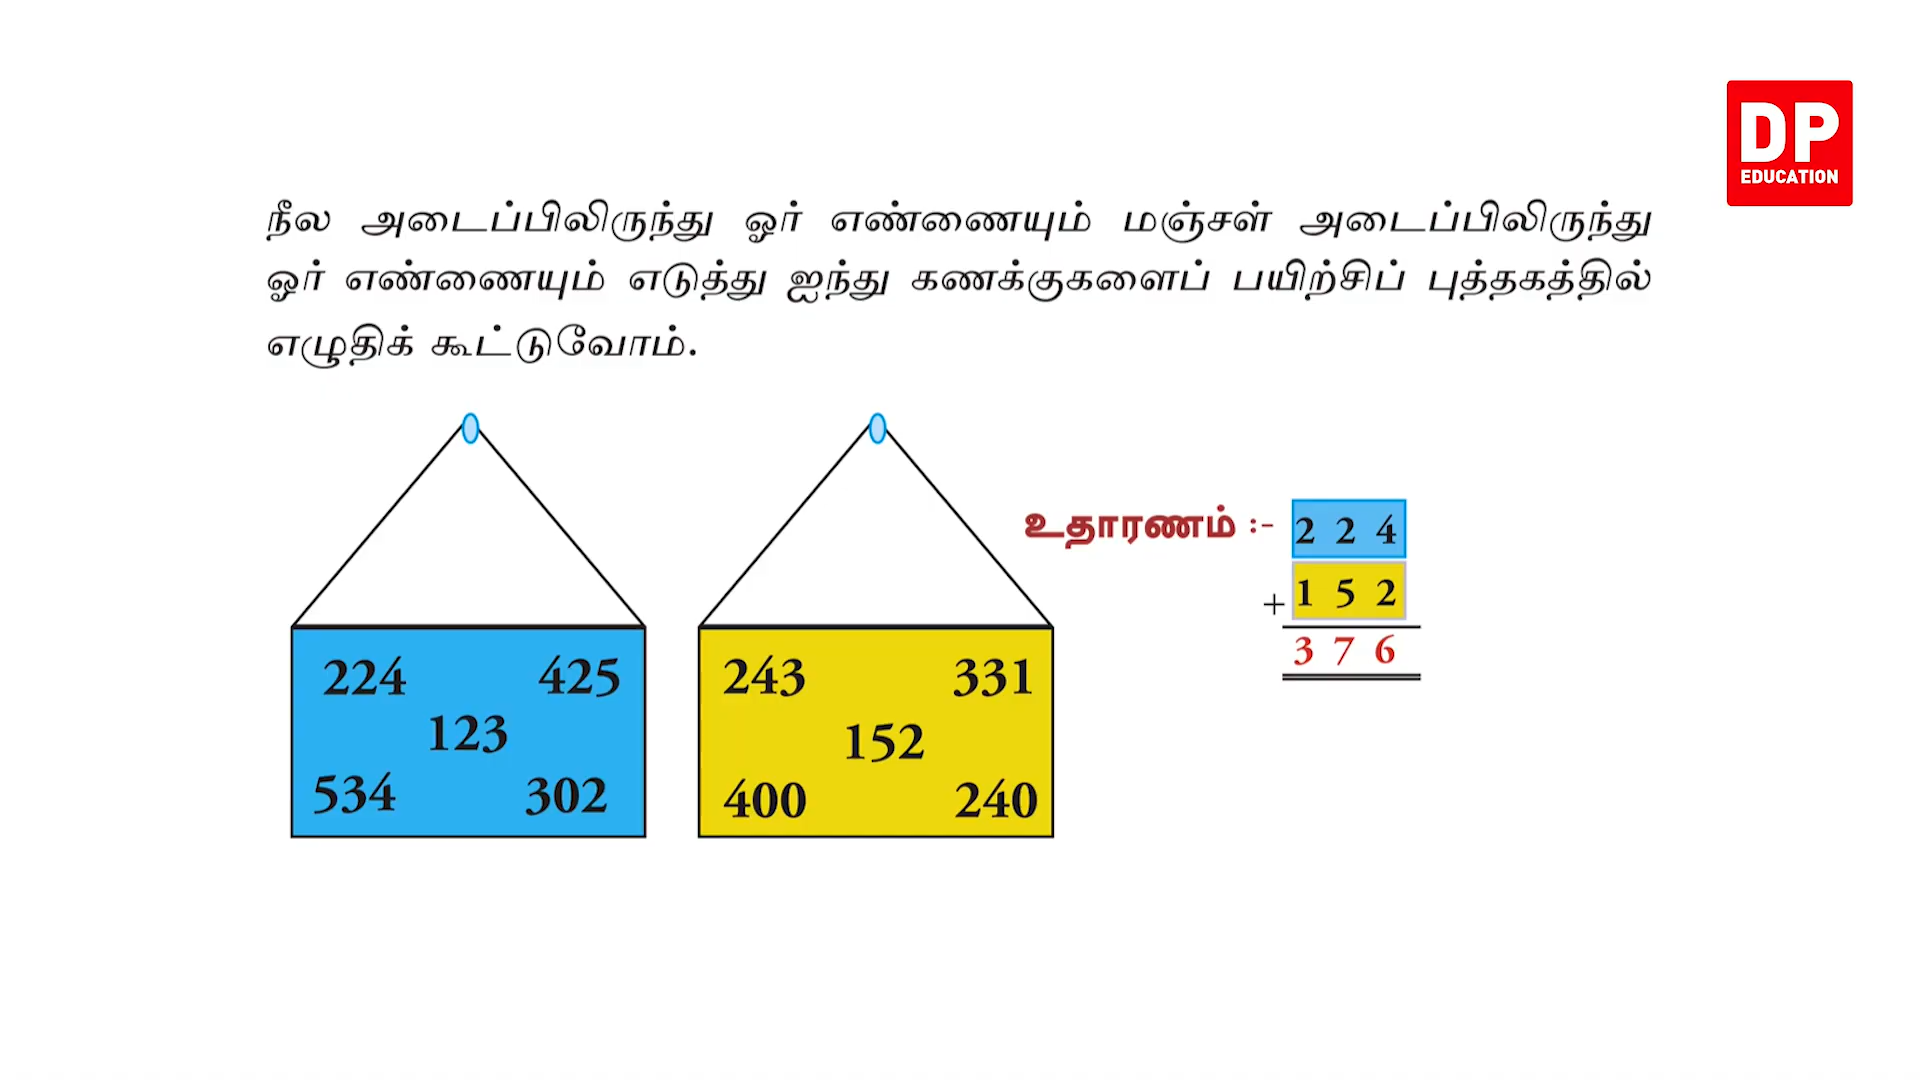 DP
EDUCATION
நீல அடைப்பிலிருந்து ஓர் எண்ணையும் மஞ்சள் அடைப்பிலிருந்து
ஓர் எண்ணையும் எடுத்து ஐந்து கணக்குகளைப் பயிற்சிப் புத்தகத்தில்
எழுதிக் கூட்டுவோம்.
224 425
123
534 302
243 331
152
400 240
உதாரணம் :- 2 2 4
+ 1 5 2
3 7 6